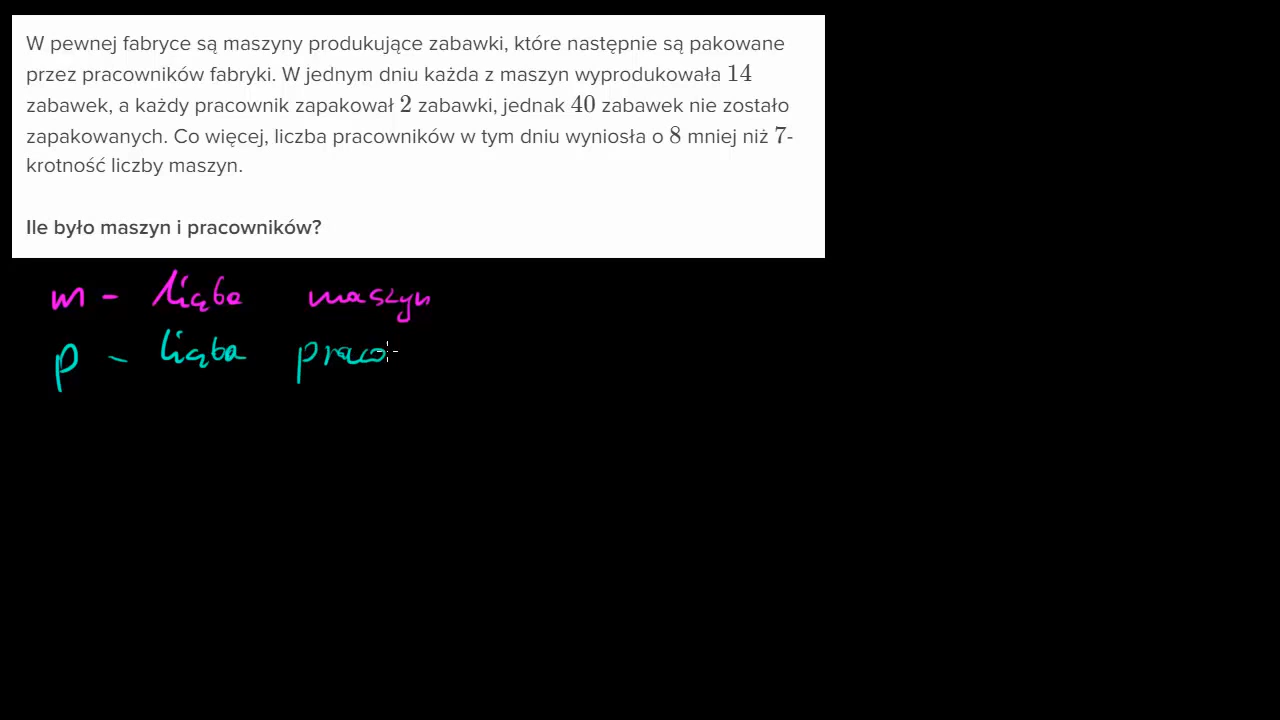 W pewnej fabryce są maszyny produkujące zabawki, które następnie są pakowane
przez pracowników fabryki. W jednym dniu każda z maszyn wyprodukowała 14
zabawek, a każdy pracownik zapakował 2 zabawki, jednak 40 zabawek nie zostało
zapakowanych. Co więcej, liczba pracowników w tym dniu wyniosła o 8 mniej niż 7-
krotność liczby maszyn.
Ile było maszyn i pracowników?
m - liczba maszyn
p - liczba praco